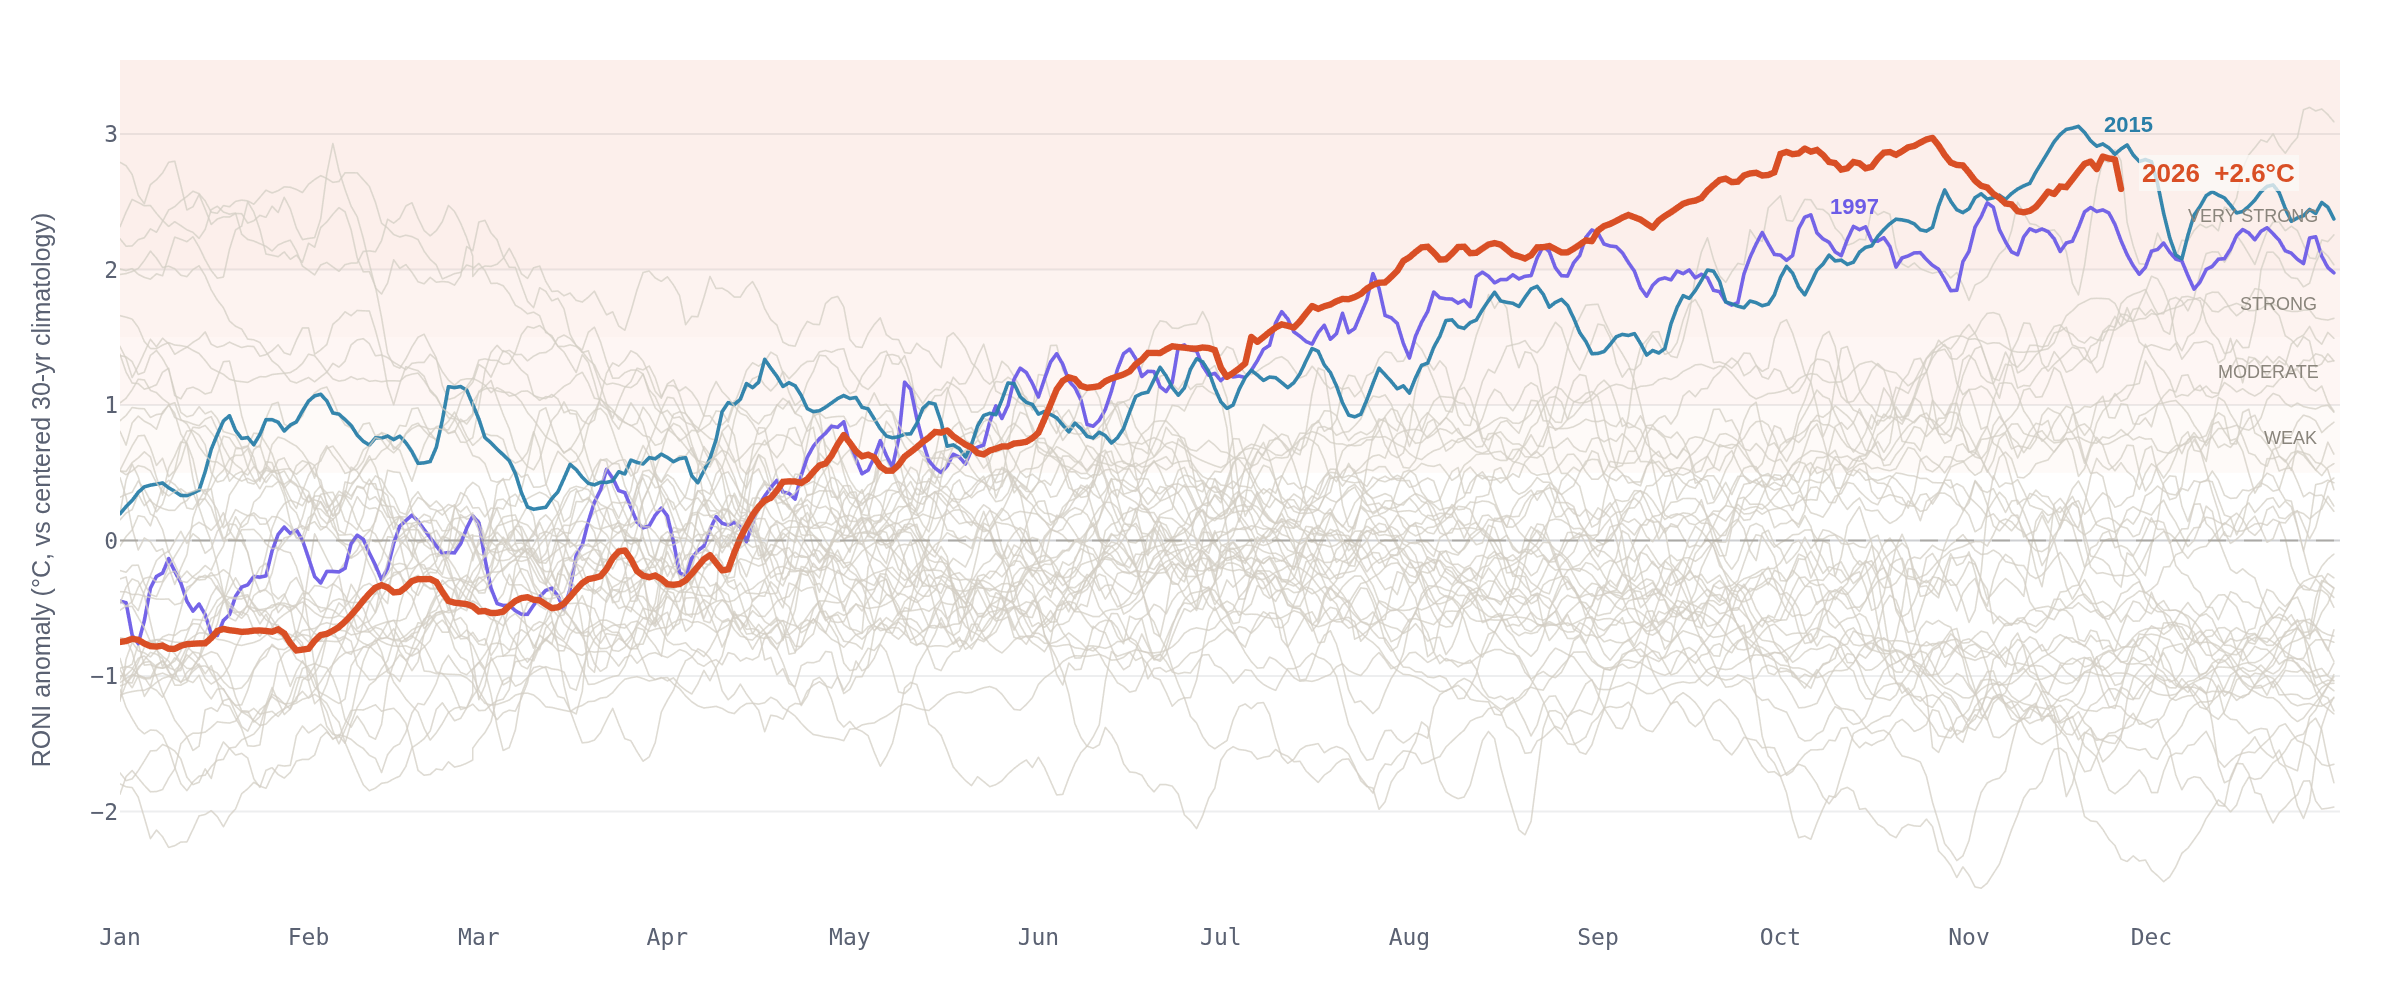 RONI anomaly (°C, vs centered 30-yr climatology)
3
2
1
0
−1
−2
2015
2026 +2.6°C
1997
VERY STRONG
STRONG
MODERATE
WEAK
Jan Feb Mar Apr May Jun Jul Aug Sep Oct Nov Dec